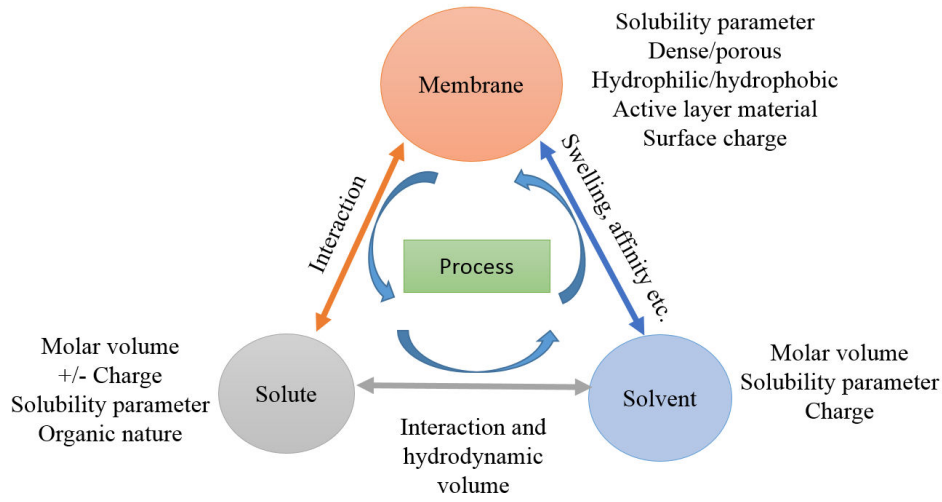 Membrane
Solubility parameter
Dense/porous
Hydrophilic/hydrophobic
Active layer material
Surface charge
Interaction
Swelling, affinity etc.
Process
Molar volume
+/- Charge
Solubility parameter
Organic nature
Solute
Interaction and
hydrodynamic
volume
Solvent
Molar volume
Solubility parameter
Charge